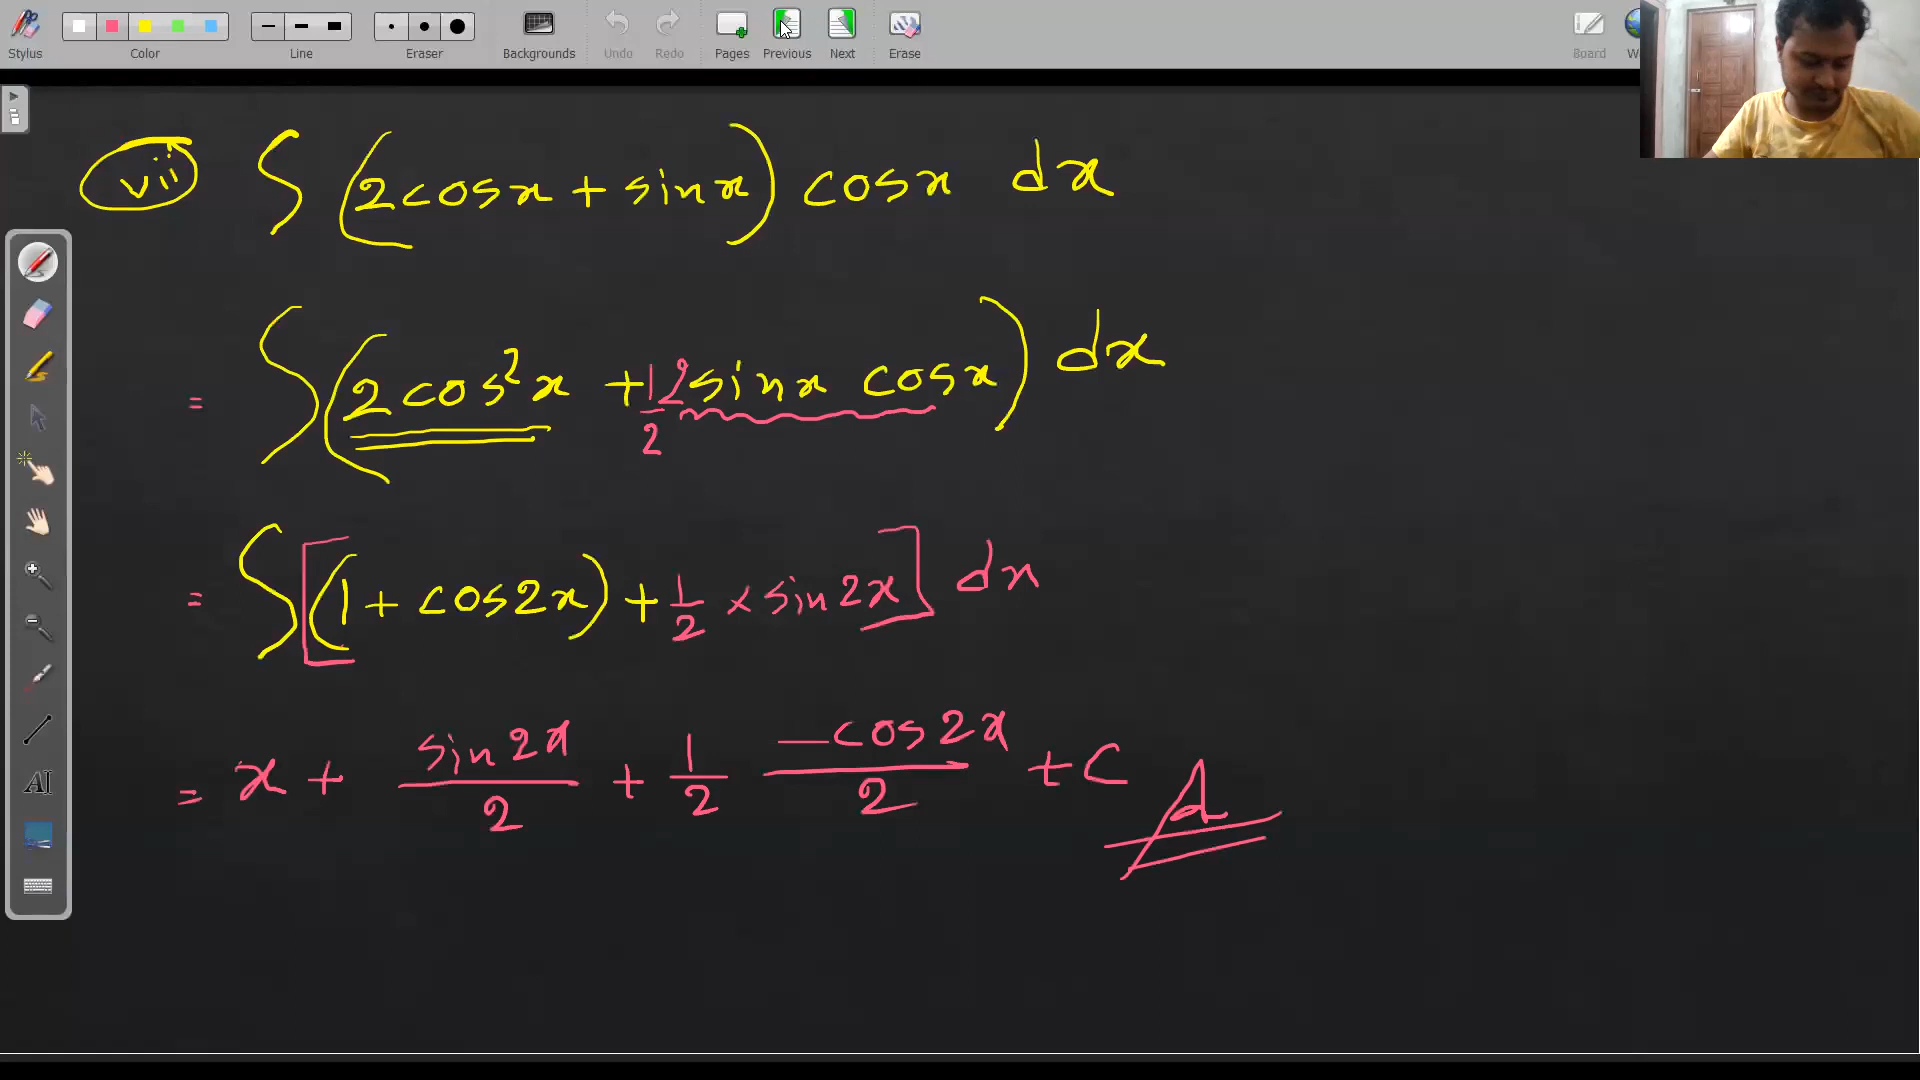 Stylus Color Line Eraser Backgrounds Undo Redo Pages Previous Next Erase Board W
vii ∫ (2cosx + sinx) cosx dx
= ∫ (2cos²x + 1/2 2sinx cosx) dx
= ∫ [(1 + cos2x) + 1/2 × sin2x] dx
= x + sin2x/2 + 1/2 −cos2x/2 + C
AI